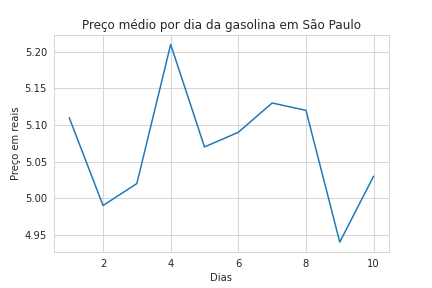 Preço médio por dia da gasolina em São Paulo
5.20
5.15
5.10
5.05
5.00
4.95
Preço em reais
2 4 6 8 10
Dias